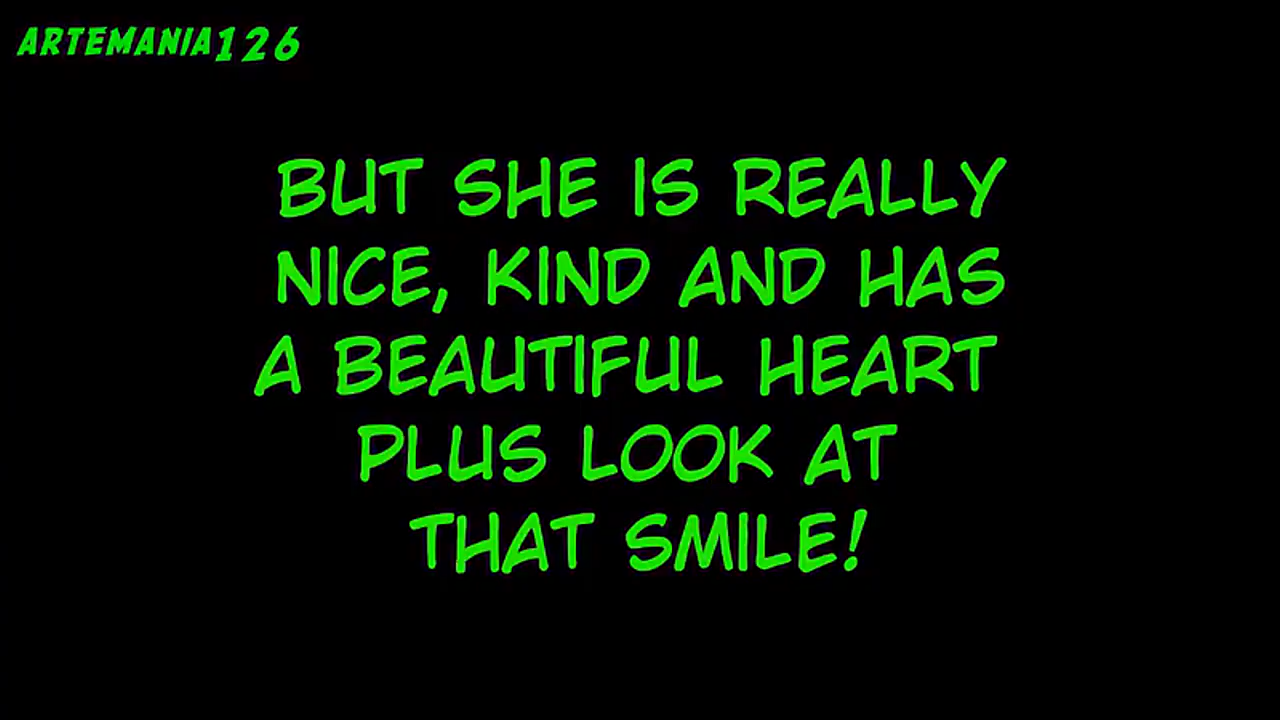 ARTEMANIA126
BUT SHE IS REALLY
NICE, KIND AND HAS
A BEAUTIFUL HEART
PLUS LOOK AT
THAT SMILE!